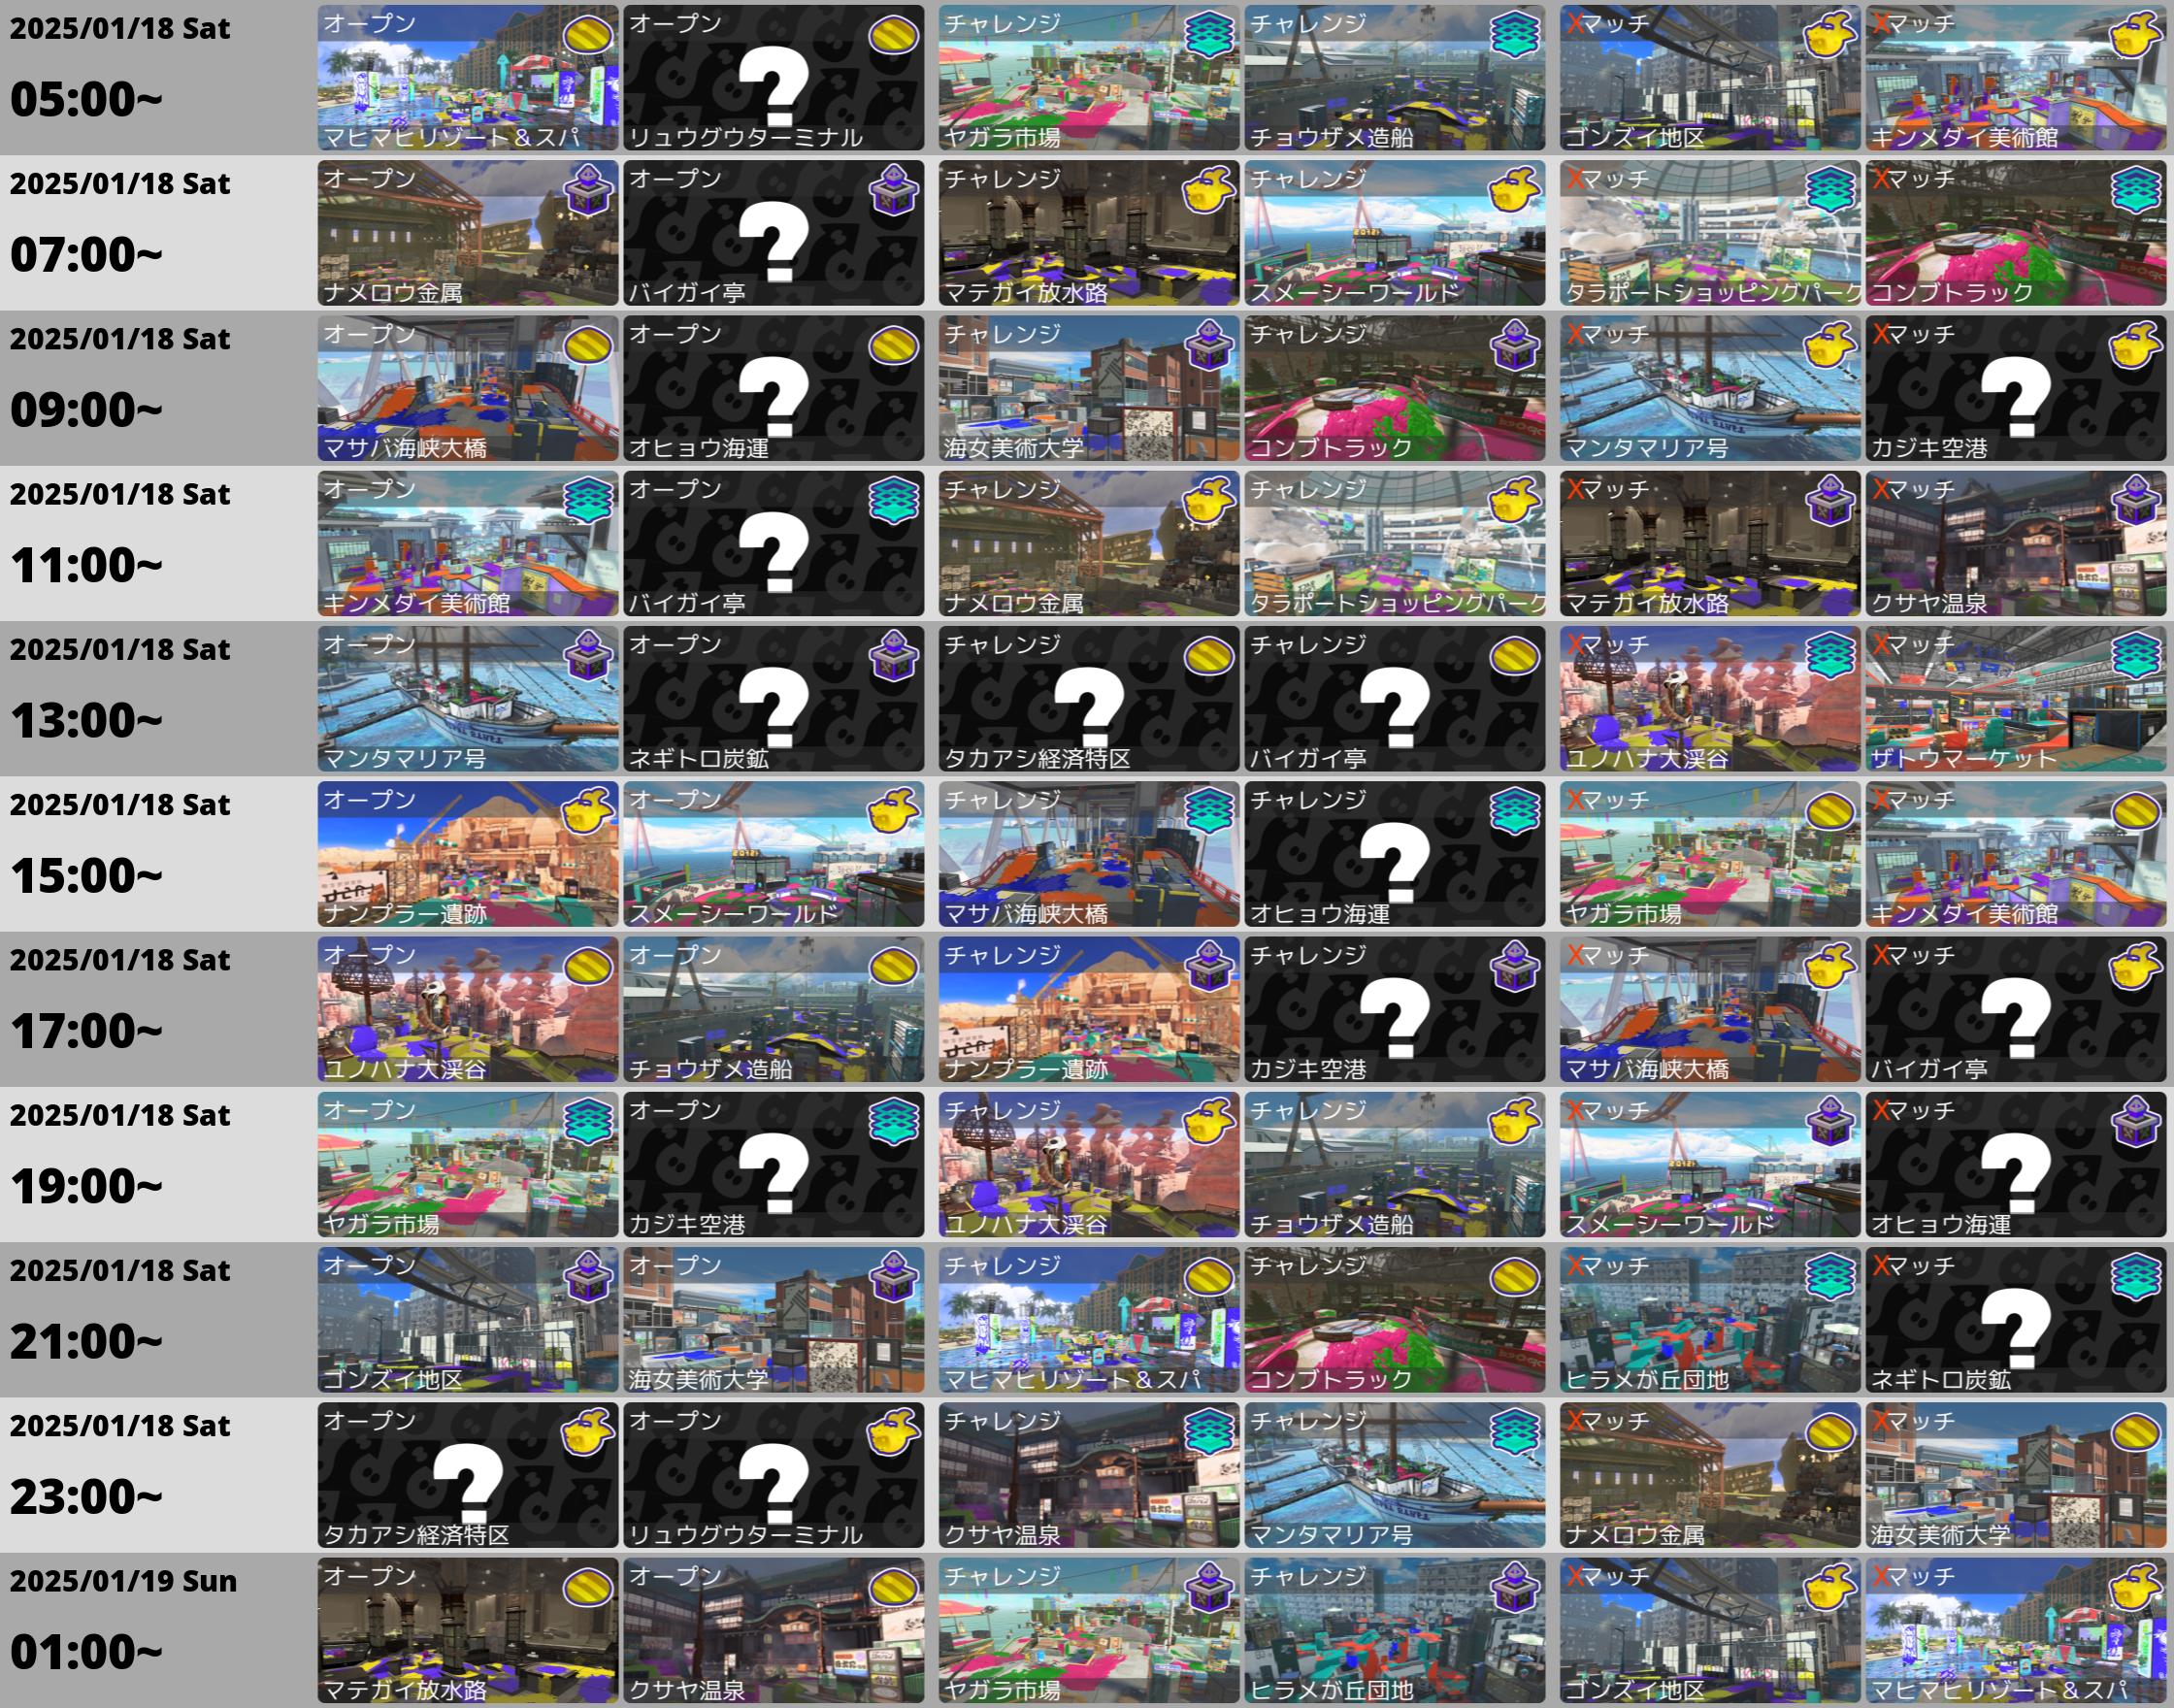 2025/01/18 Sat
05:00~
オープン
マヒマヒリゾート＆スパ
オープン
リュウグウターミナル
チャレンジ
ヤガラ市場
チャレンジ
チョウザメ造船
Xマッチ
ゴンズイ地区
Xマッチ
キンメダイ美術館
2025/01/18 Sat
07:00~
オープン
ナメロウ金属
オープン
バイガイ亭
チャレンジ
マテガイ放水路
チャレンジ
スメーシーワールド
Xマッチ
タラポートショッピングパーク
Xマッチ
コンブトラック
2025/01/18 Sat
09:00~
オープン
マサバ海峡大橋
オープン
オヒョウ海運
チャレンジ
海女美術大学
チャレンジ
コンブトラック
Xマッチ
マンタマリア号
Xマッチ
カジキ空港
2025/01/18 Sat
11:00~
オープン
キンメダイ美術館
オープン
バイガイ亭
チャレンジ
ナメロウ金属
チャレンジ
タラポートショッピングパーク
Xマッチ
マテガイ放水路
Xマッチ
クサヤ温泉
2025/01/18 Sat
13:00~
オープン
マンタマリア号
オープン
ネギトロ炭鉱
チャレンジ
タカアシ経済特区
チャレンジ
バイガイ亭
Xマッチ
ユノハナ大渓谷
Xマッチ
ザトウマーケット
2025/01/18 Sat
15:00~
オープン
ナンプラー遺跡
オープン
スメーシーワールド
チャレンジ
マサバ海峡大橋
チャレンジ
オヒョウ海運
Xマッチ
ヤガラ市場
Xマッチ
キンメダイ美術館
2025/01/18 Sat
17:00~
オープン
ユノハナ大渓谷
オープン
チョウザメ造船
チャレンジ
ナンプラー遺跡
チャレンジ
カジキ空港
Xマッチ
マサバ海峡大橋
Xマッチ
バイガイ亭
2025/01/18 Sat
19:00~
オープン
ヤガラ市場
オープン
カジキ空港
チャレンジ
ユノハナ大渓谷
チャレンジ
チョウザメ造船
Xマッチ
スメーシーワールド
Xマッチ
オヒョウ海運
2025/01/18 Sat
21:00~
オープン
ゴンズイ地区
オープン
海女美術大学
チャレンジ
マヒマヒリゾート＆スパ
チャレンジ
コンブトラック
Xマッチ
ヒラメが丘団地
Xマッチ
ネギトロ炭鉱
2025/01/18 Sat
23:00~
オープン
タカアシ経済特区
オープン
リュウグウターミナル
チャレンジ
クサヤ温泉
チャレンジ
マンタマリア号
Xマッチ
ナメロウ金属
Xマッチ
海女美術大学
2025/01/19 Sun
01:00~
オープン
マテガイ放水路
オープン
クサヤ温泉
チャレンジ
ヤガラ市場
チャレンジ
ヒラメが丘団地
Xマッチ
ゴンズイ地区
Xマッチ
マヒマヒリゾート＆スパ